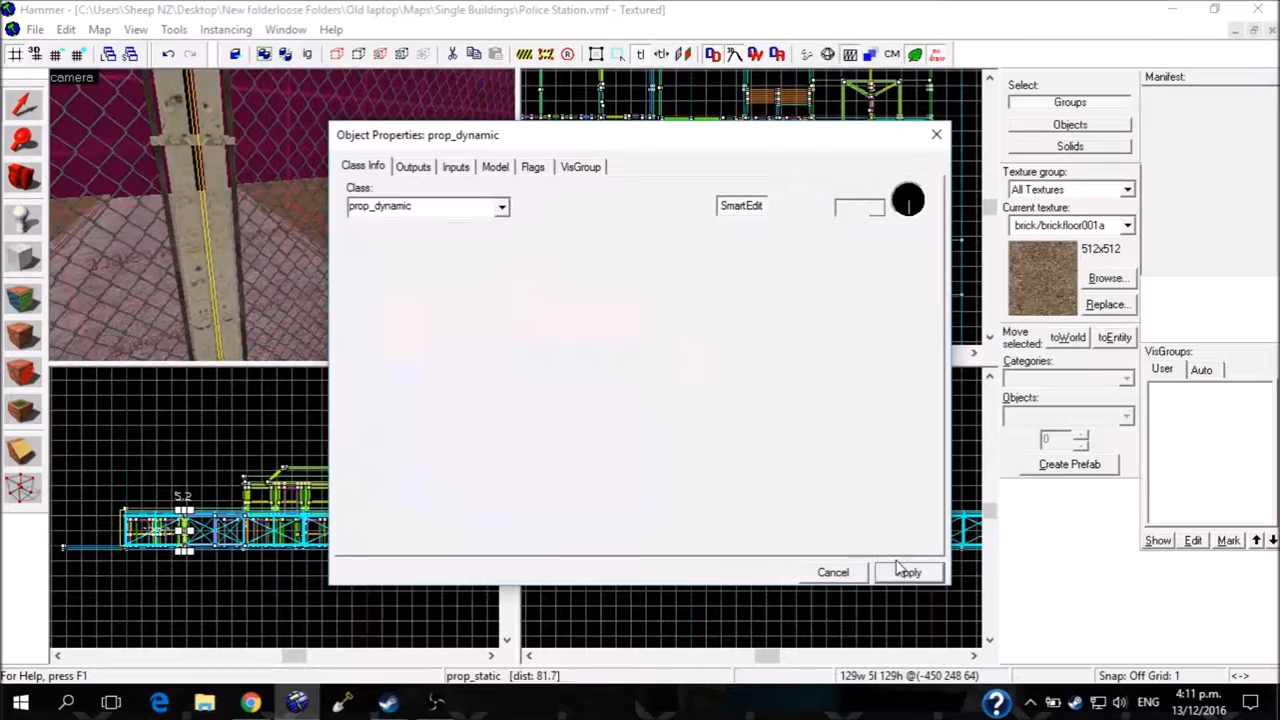 Hammer - [C:\Users\Sheep NZ\Desktop\New folderloose Folders\Old laptop\Maps\Single Buildings\Police Station.vmf - Textured]
File Edit Map View Tools Instancing Window Help
camera
Object Properties: prop_dynamic
Class Info Outputs Inputs Model Flags VisGroup
Class:
prop_dynamic
SmartEdit
Cancel Apply
Select:
Groups
Objects
Solids
Texture group:
All Textures
Current texture:
brick/brickfloor001a
512x512
Browse...
Replace...
Move selected: toWorld toEntity
Categories:
Objects:
0
Create Prefab
Manifest:
VisGroups:
User Auto
Show Edit Mark
For Help, press F1
prop_static [dist: 81.7]
129w 5l 129h @(-450 248 64)
Snap: Off Grid: 1 <->
ENG
4:11 p.m.
13/12/2016